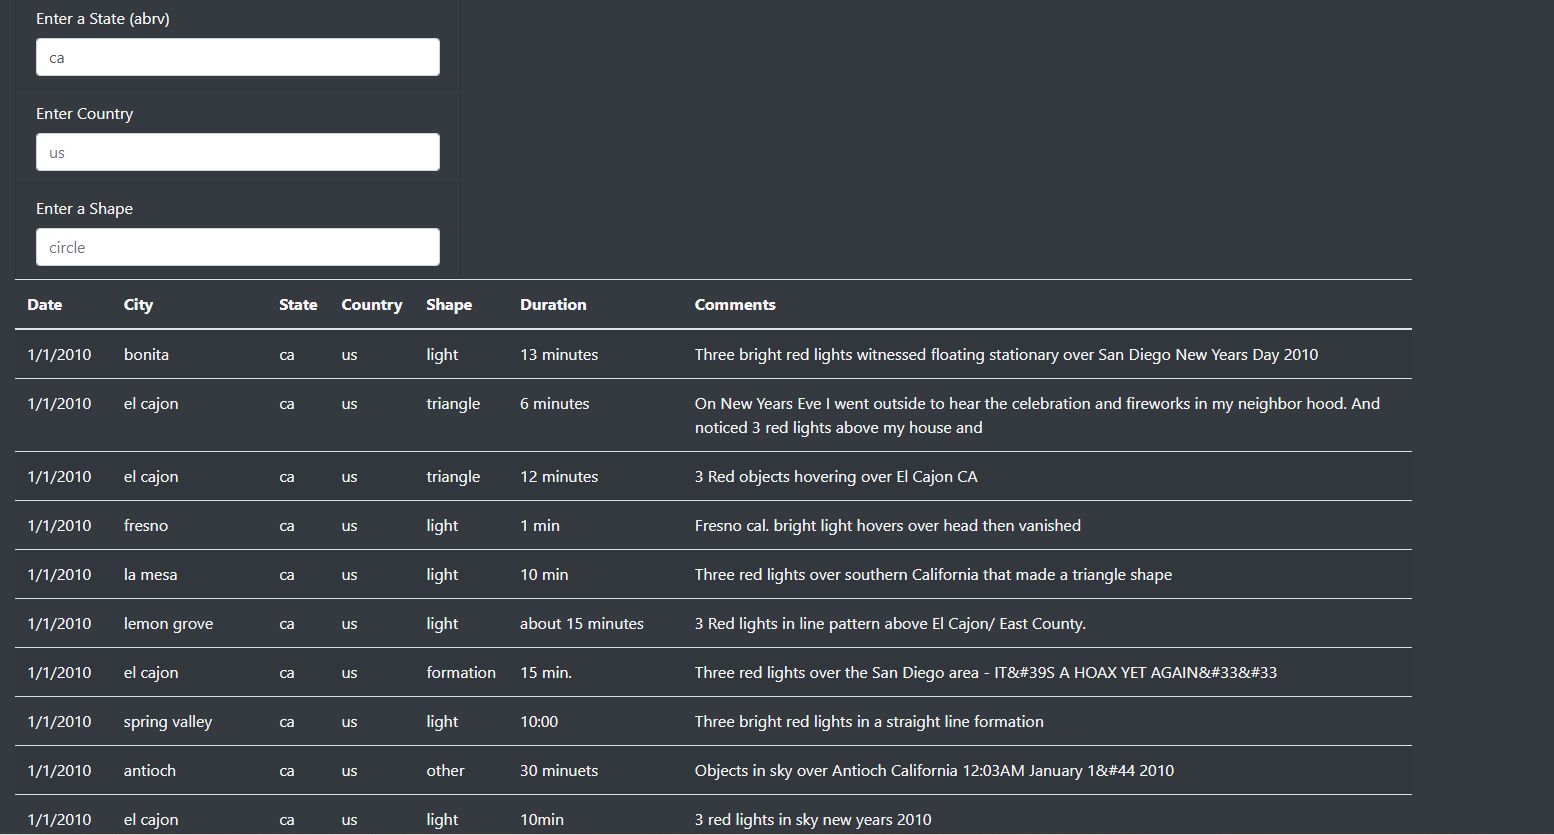 Enter a State (abrv)
ca
Enter Country
us
Enter a Shape
circle
Date City State Country Shape Duration Comments
1/1/2010 bonita ca us light 13 minutes Three bright red lights witnessed floating stationary over San Diego New Years Day 2010
1/1/2010 el cajon ca us triangle 6 minutes On New Years Eve I went outside to hear the celebration and fireworks in my neighbor hood. And
noticed 3 red lights above my house and
1/1/2010 el cajon ca us triangle 12 minutes 3 Red objects hovering over El Cajon CA
1/1/2010 fresno ca us light 1 min Fresno cal. bright light hovers over head then vanished
1/1/2010 la mesa ca us light 10 min Three red lights over southern California that made a triangle shape
1/1/2010 lemon grove ca us light about 15 minutes 3 Red lights in line pattern above El Cajon/ East County.
1/1/2010 el cajon ca us formation 15 min. Three red lights over the San Diego area - IT&#39S A HOAX YET AGAIN&#33&#33
1/1/2010 spring valley ca us light 10:00 Three bright red lights in a straight line formation
1/1/2010 antioch ca us other 30 minuets Objects in sky over Antioch California 12:03AM January 1&#44 2010
1/1/2010 el cajon ca us light 10min 3 red lights in sky new years 2010